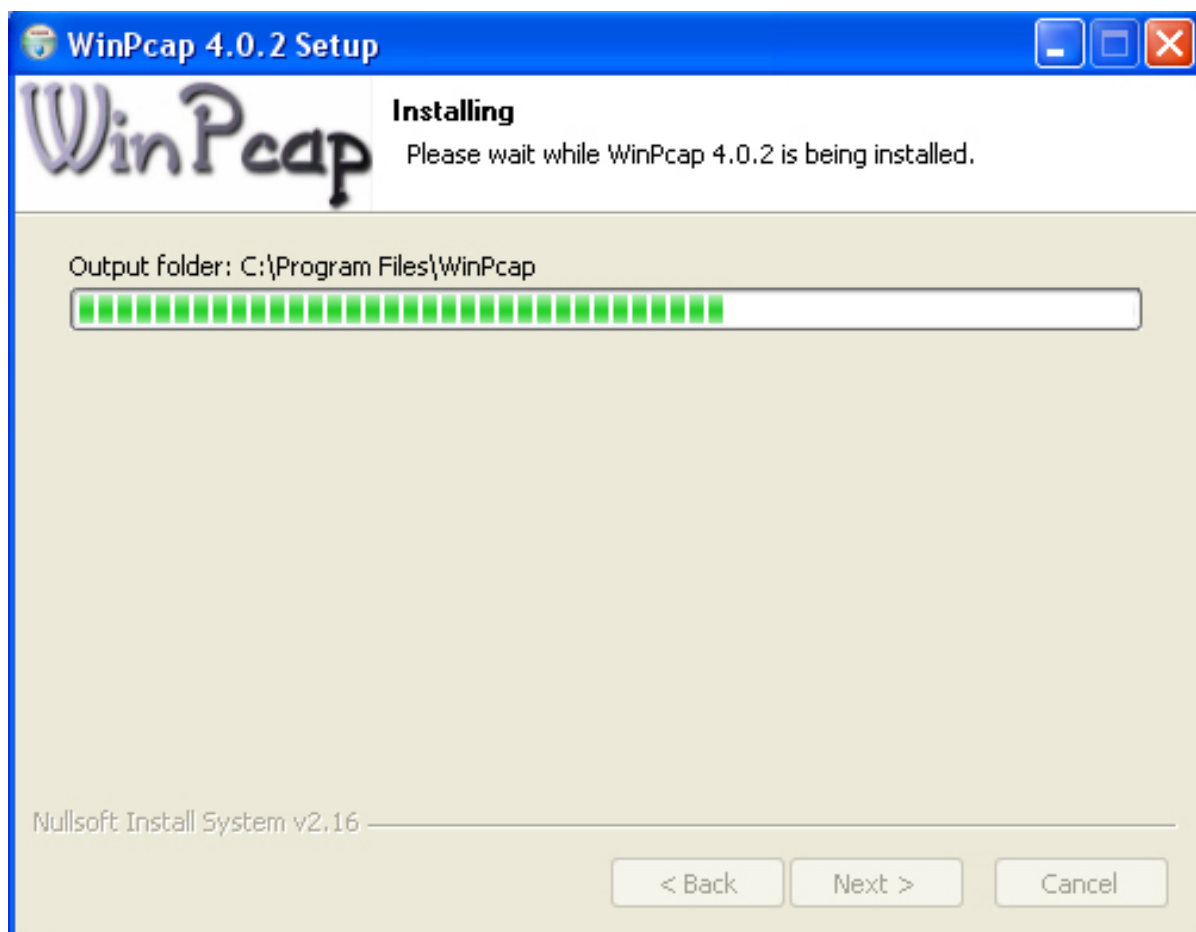 WinPcap 4.0.2 Setup
WinPcap
Installing
Please wait while WinPcap 4.0.2 is being installed.
Output folder: C:\Program Files\WinPcap
Nullsoft Install System v2.16
< Back
Next >
Cancel